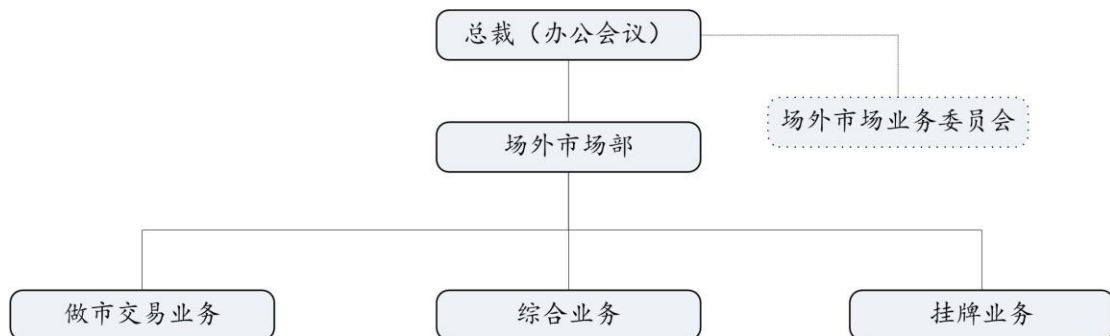 总裁（办公会议）
场外市场业务委员会
场外市场部
做市交易业务
综合业务
挂牌业务